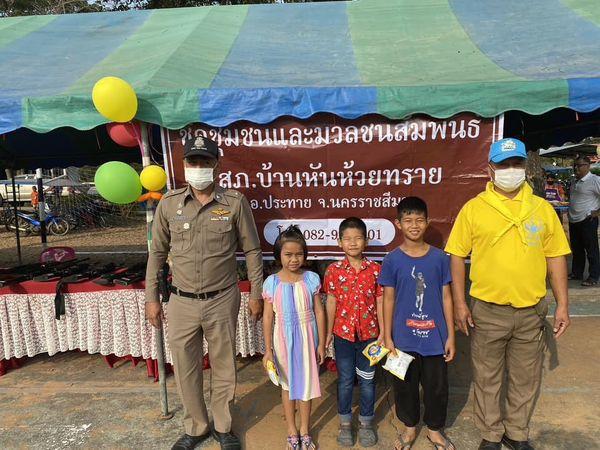 ชุดชุมชนและมวลชนสัมพันธ์
สภ.บ้านหันห้วยทราย
อ.ประทาย จ.นครราชสีมา